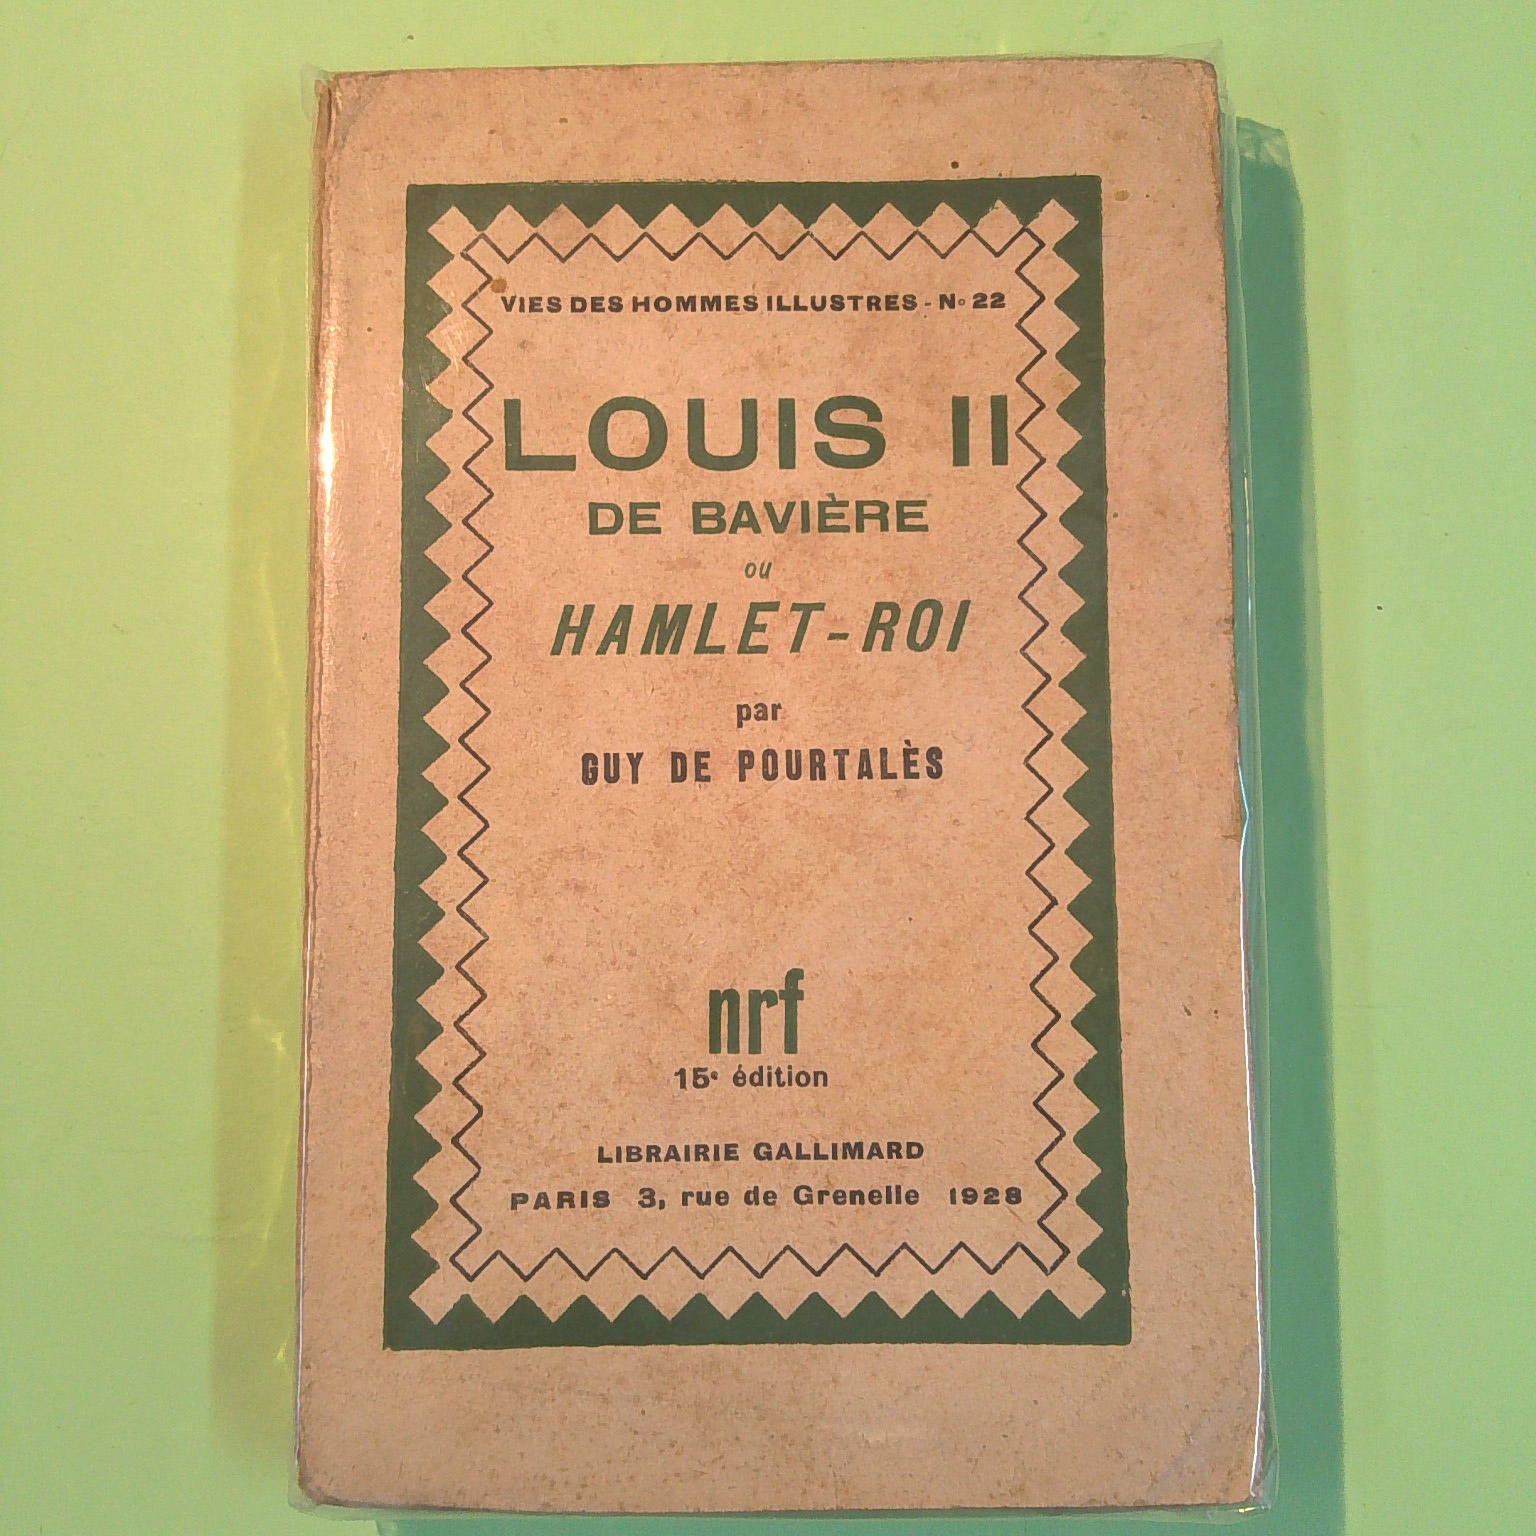 VIES DES HOMMES ILLUSTRES - No 22
LOUIS II
DE BAVIÈRE
ou
HAMLET-ROI
par
GUY DE POURTALÈS
nrf
15e édition
LIBRAIRIE GALLIMARD
PARIS 3, rue de Grenelle 1928